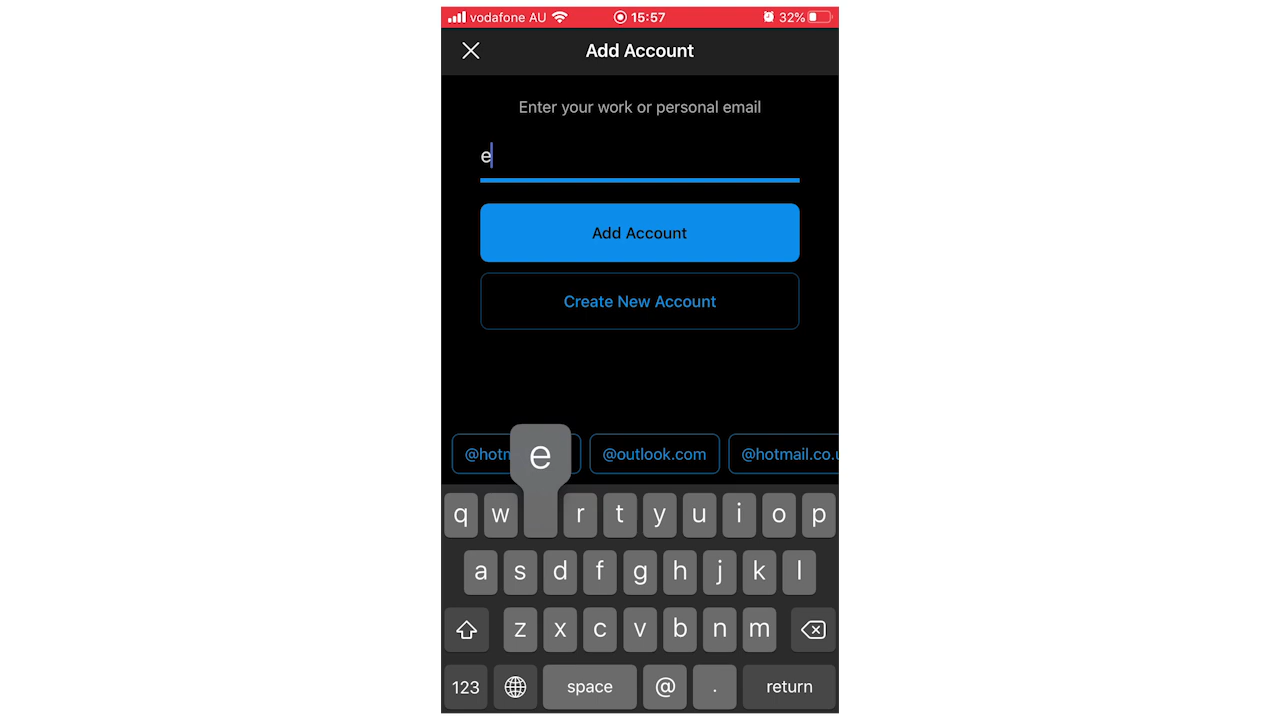 vodafone AU 15:57 32%
Add Account
Enter your work or personal email
e
Add Account
Create New Account
@hotm e @outlook.com @hotmail.co.u
q w r t y u i o p
a s d f g h j k l
z x c v b n m
123 space @ . return